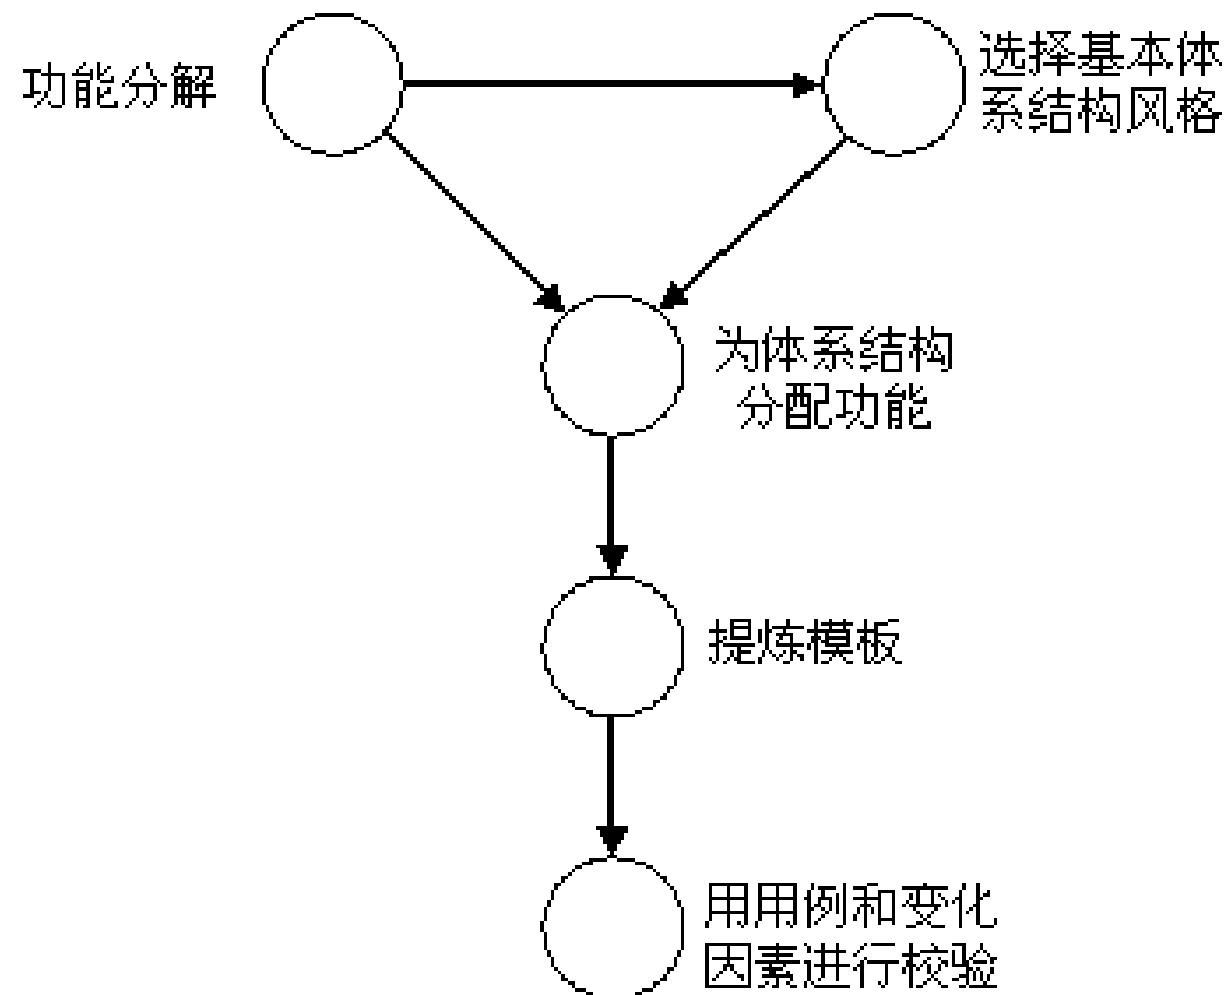 功能分解
选择基本体
系结构风格
为体系结构
分配功能
提炼模板
用用例和变化
因素进行校验